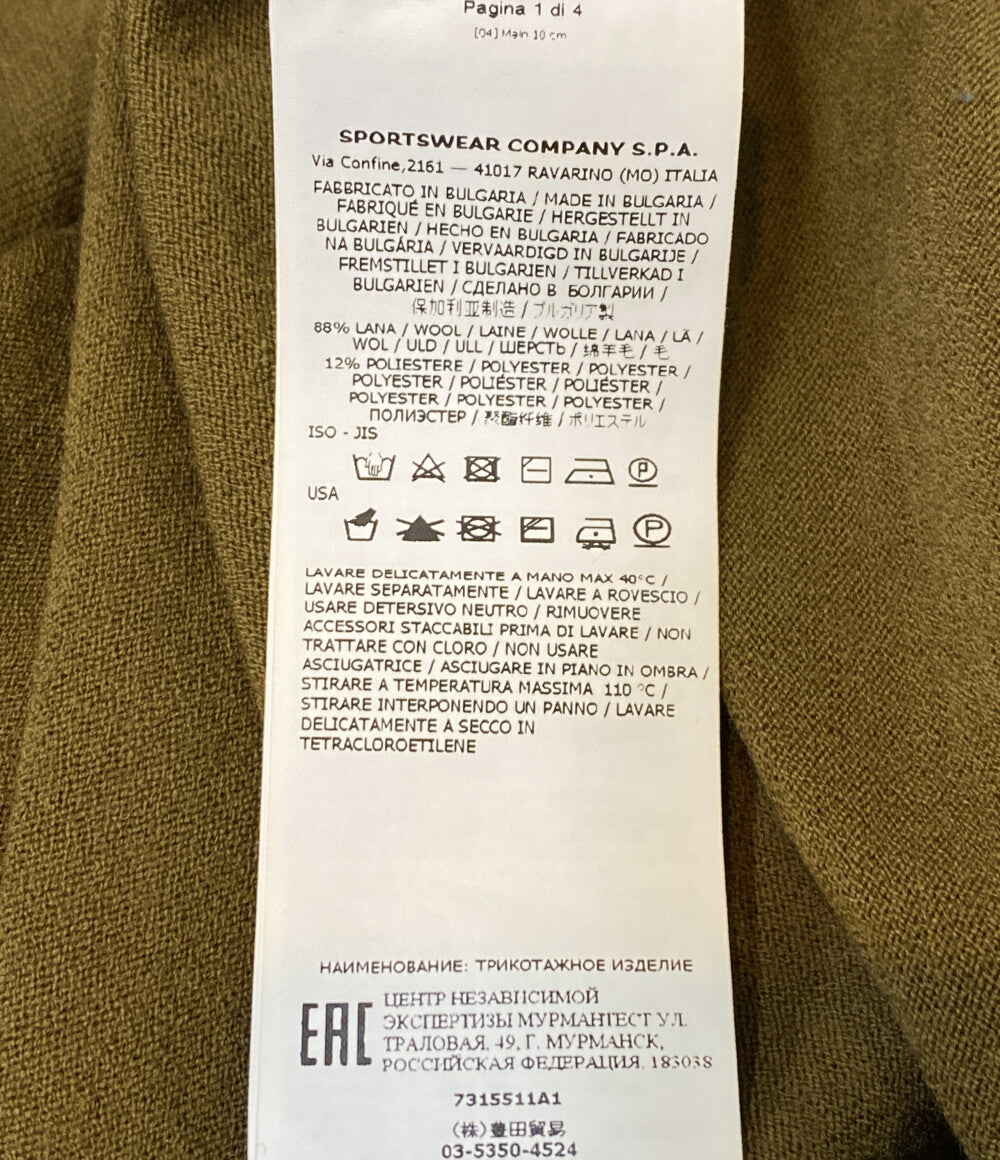 Pagina 1 di 4
[04] Main 10 cm
SPORTSWEAR COMPANY S.P.A.
Via Confine,2161 — 41017 RAVARINO (MO) ITALIA
FABBRICATO IN BULGARIA / MADE IN BULGARIA /
FABRIQUÉ EN BULGARIE / HERGESTELLT IN
BULGARIEN / HECHO EN BULGARIA / FABRICADO
NA BULGÁRIA / VERVAARDIGD IN BULGARIJE /
FREMSTILLET I BULGARIEN / TILLVERKAD I
BULGARIEN / СДЕЛАНО В БОЛГАРИИ /
保加利亚制造 / ブルガリア製
88% LANA / WOOL / LAINE / WOLLE / LANA / LÃ /
WOL / ULD / ULL / ШЕРСТЬ / 绵羊毛 / 毛
12% POLIESTERE / POLYESTER / POLYESTER /
POLYESTER / POLIÉSTER / POLIÉSTER /
POLYESTER / POLYESTER / POLYESTER /
ПОЛИЭСТЕР / 聚酯纤维 / ポリエステル
ISO - JIS
P
USA
P
LAVARE DELICATAMENTE A MANO MAX 40°C /
LAVARE SEPARATAMENTE / LAVARE A ROVESCIO /
USARE DETERSIVO NEUTRO / RIMUOVERE
ACCESSORI STACCABILI PRIMA DI LAVARE / NON
TRATTARE CON CLORO / NON USARE
ASCIUGATRICE / ASCIUGARE IN PIANO IN OMBRA /
STIRARE A TEMPERATURA MASSIMA 110 °C /
STIRARE INTERPONENDO UN PANNO / LAVARE
DELICATAMENTE A SECCO IN
TETRACLOROETILENE
НАИМЕНОВАНИЕ: ТРИКОТАЖНОЕ ИЗДЕЛИЕ
EAC
ЦЕНТР НЕЗАВИСИМОЙ
ЭКСПЕРТИЗЫ МУРМАНТЕСТ УЛ.
ТРАЛОВАЯ, 49, Г. МУРМАНСК,
РОССИЙСКАЯ ФЕДЕРАЦИЯ, 183038
7315511A1
(株)豊田貿易
03-5350-4524